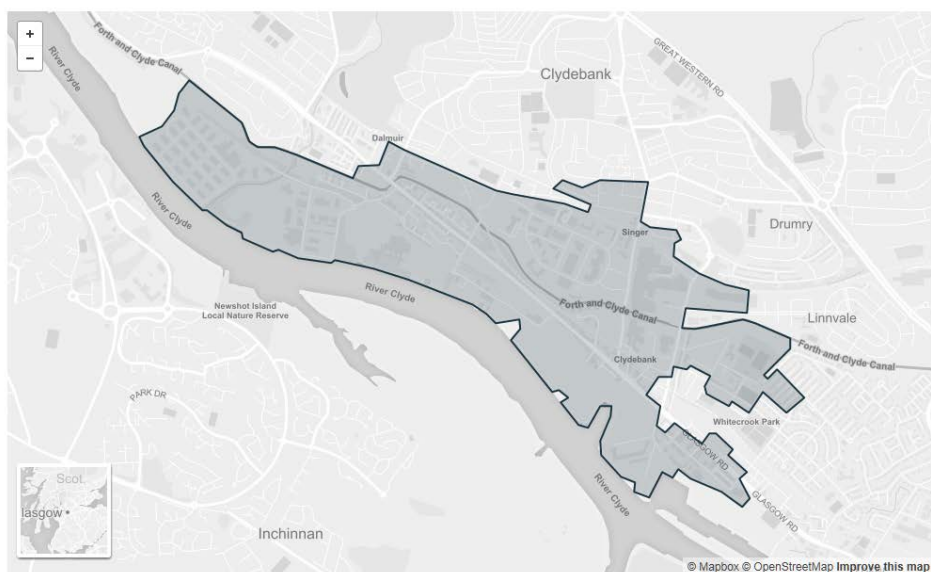 +
−
River Clyde
Forth and Clyde Canal
Clydebank
GREAT WESTERN RD
Dalmuir
River Clyde
Singer
Drumry
River Clyde
Newshot Island
Local Nature Reserve
Forth and Clyde Canal
Linnvale
Forth and Clyde Canal
Clydebank
PARK DR
Whitecrook Park
GLASGOW RD
GLASGOW RD
River Clyde
Scot.
lasgow
Inchinnan
© Mapbox © OpenStreetMap Improve this map